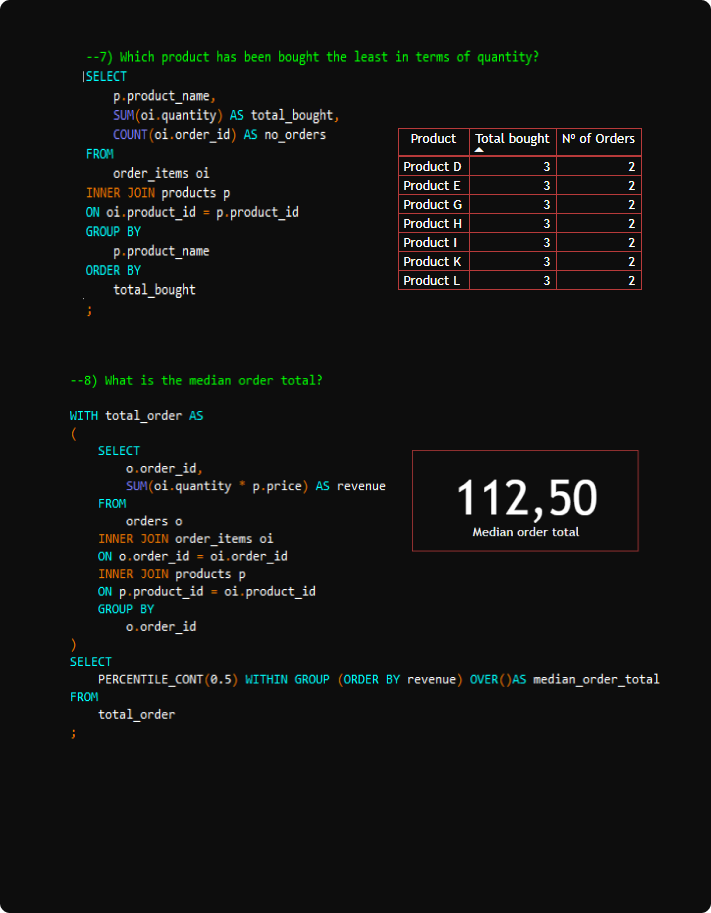 --7) Which product has been bought the least in terms of quantity?
SELECT
p.product_name,
SUM(oi.quantity) AS total_bought,
COUNT(oi.order_id) AS no_orders
FROM
order_items oi
INNER JOIN products p
ON oi.product_id = p.product_id
GROUP BY
p.product_name
ORDER BY
total_bought
;
Product Total bought Nº of Orders
Product D 3 2
Product E 3 2
Product G 3 2
Product H 3 2
Product I 3 2
Product K 3 2
Product L 3 2
--8) What is the median order total?
WITH total_order AS
(
SELECT
o.order_id,
SUM(oi.quantity * p.price) AS revenue
FROM
orders o
INNER JOIN order_items oi
ON o.order_id = oi.order_id
INNER JOIN products p
ON p.product_id = oi.product_id
GROUP BY
o.order_id
)
SELECT
PERCENTILE_CONT(0.5) WITHIN GROUP (ORDER BY revenue) OVER()AS median_order_total
FROM
total_order
;
112,50
Median order total